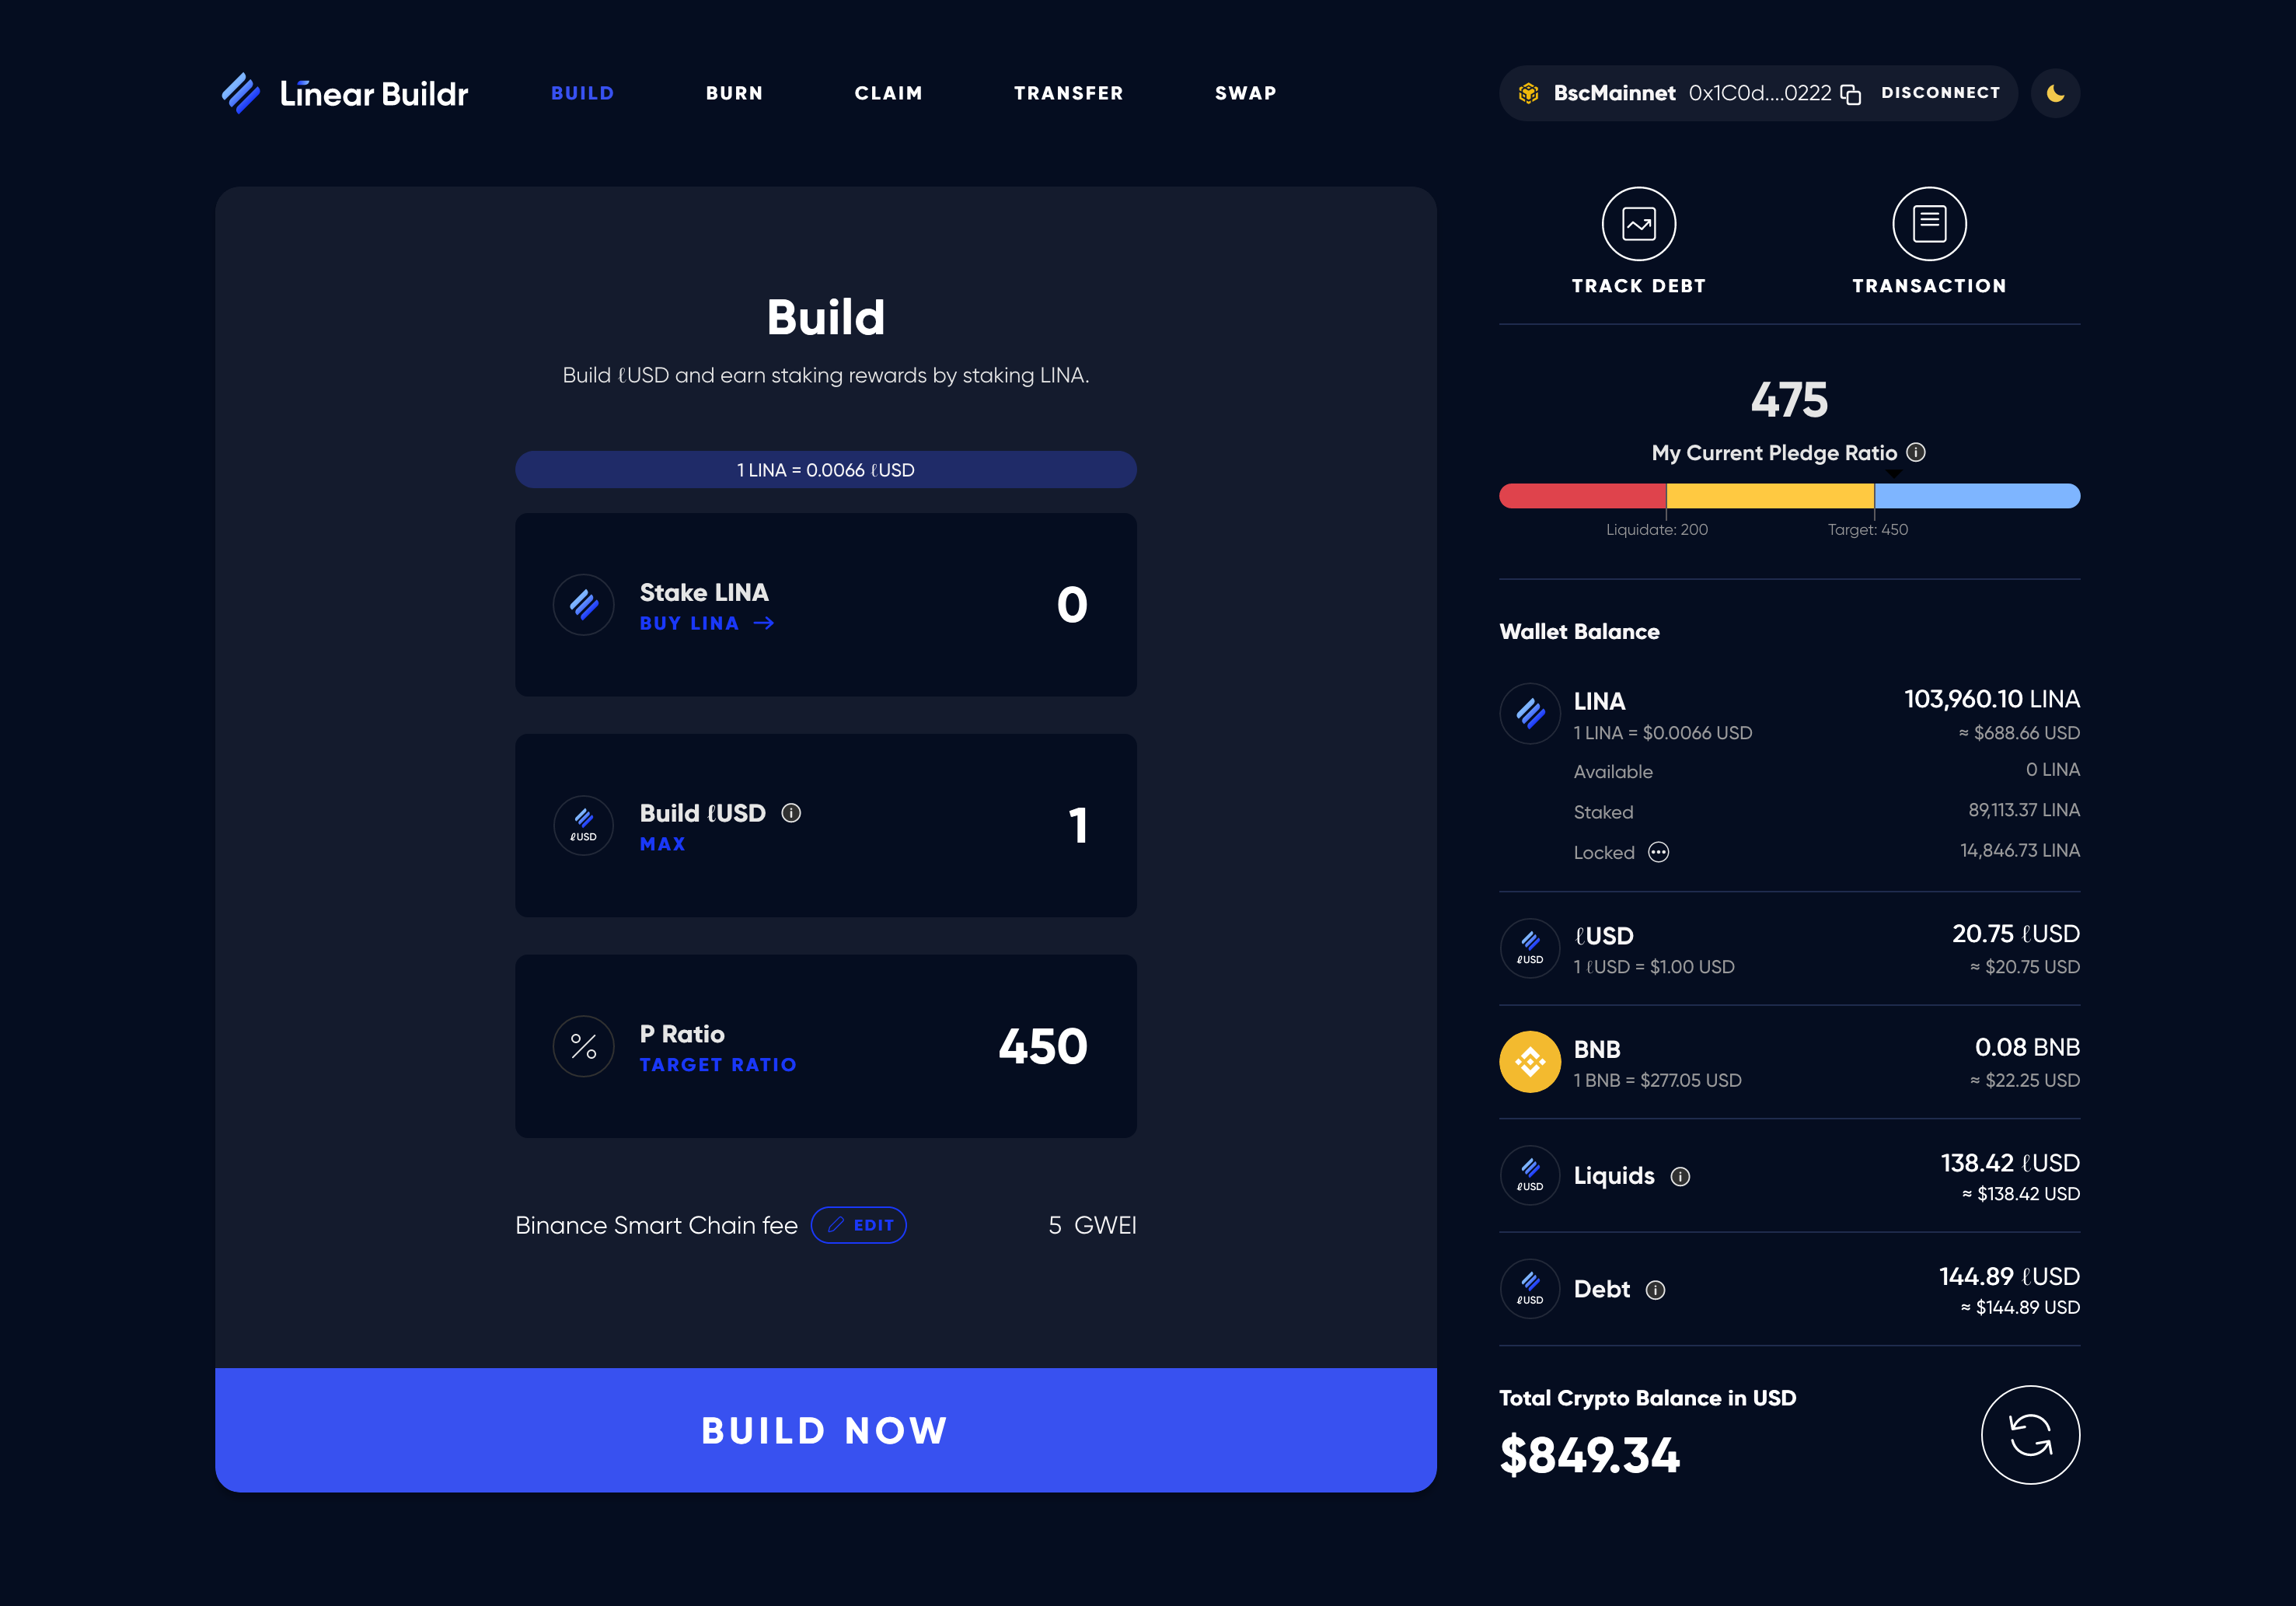 Linear Buildr
BUILD
BURN
CLAIM
TRANSFER
SWAP
BscMainnet 0x1C0d....0222 DISCONNECT
Build
Build ℓUSD and earn staking rewards by staking LINA.
1 LINA = 0.0066 ℓUSD
Stake LINA
BUY LINA →
0
ℓUSD
Build ℓUSD
MAX
1
P Ratio
TARGET RATIO
450
Binance Smart Chain fee EDIT 5 GWEI
BUILD NOW
TRACK DEBT
TRANSACTION
475
My Current Pledge Ratio
Liquidate: 200
Target: 450
Wallet Balance
LINA 103,960.10 LINA
1 LINA = $0.0066 USD ≈ $688.66 USD
Available 0 LINA
Staked 89,113.37 LINA
Locked 14,846.73 LINA
ℓUSD
ℓUSD 20.75 ℓUSD
1 ℓUSD = $1.00 USD ≈ $20.75 USD
BNB 0.08 BNB
1 BNB = $277.05 USD ≈ $22.25 USD
ℓUSD
Liquids 138.42 ℓUSD
≈ $138.42 USD
ℓUSD
Debt 144.89 ℓUSD
≈ $144.89 USD
Total Crypto Balance in USD
$849.34